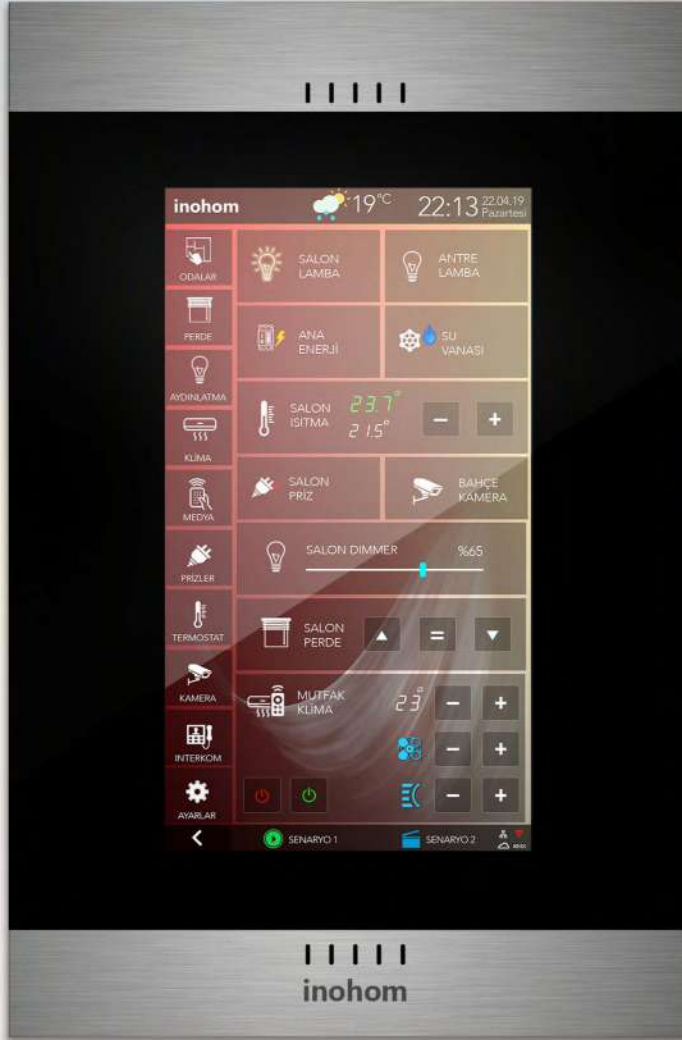 inohom
19°C
22:13
22.04.19
Pazartesi
ODALAR
PERDE
AYDINLATMA
KLİMA
MEDYA
PRİZLER
TERMOSTAT
KAMERA
INTERKOM
AYARLAR
SALON
LAMBA
ANTRE
LAMBA
ANA
ENERJİ
SU
VANASI
SALON
ISITMA
23.7°
21.5°
− +
SALON
PRİZ
BAHÇE
KAMERA
SALON DIMMER %65
SALON
PERDE
=
MUTFAK
KLİMA
23°
− +
− +
− +
SENARYO 1
SENARYO 2
inohom